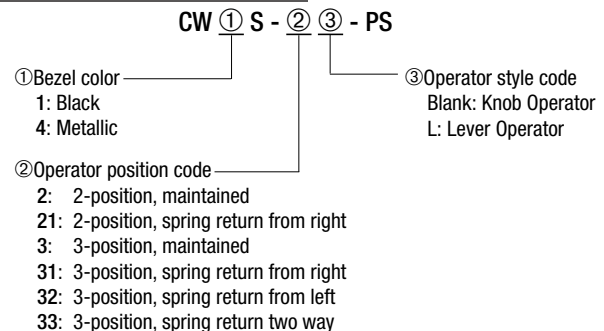 CW ① S - ② ③ - PS
①Bezel color
1: Black
4: Metallic
③Operator style code
Blank: Knob Operator
L: Lever Operator
②Operator position code
2: 2-position, maintained
21: 2-position, spring return from right
3: 3-position, maintained
31: 3-position, spring return from right
32: 3-position, spring return from left
33: 3-position, spring return two way